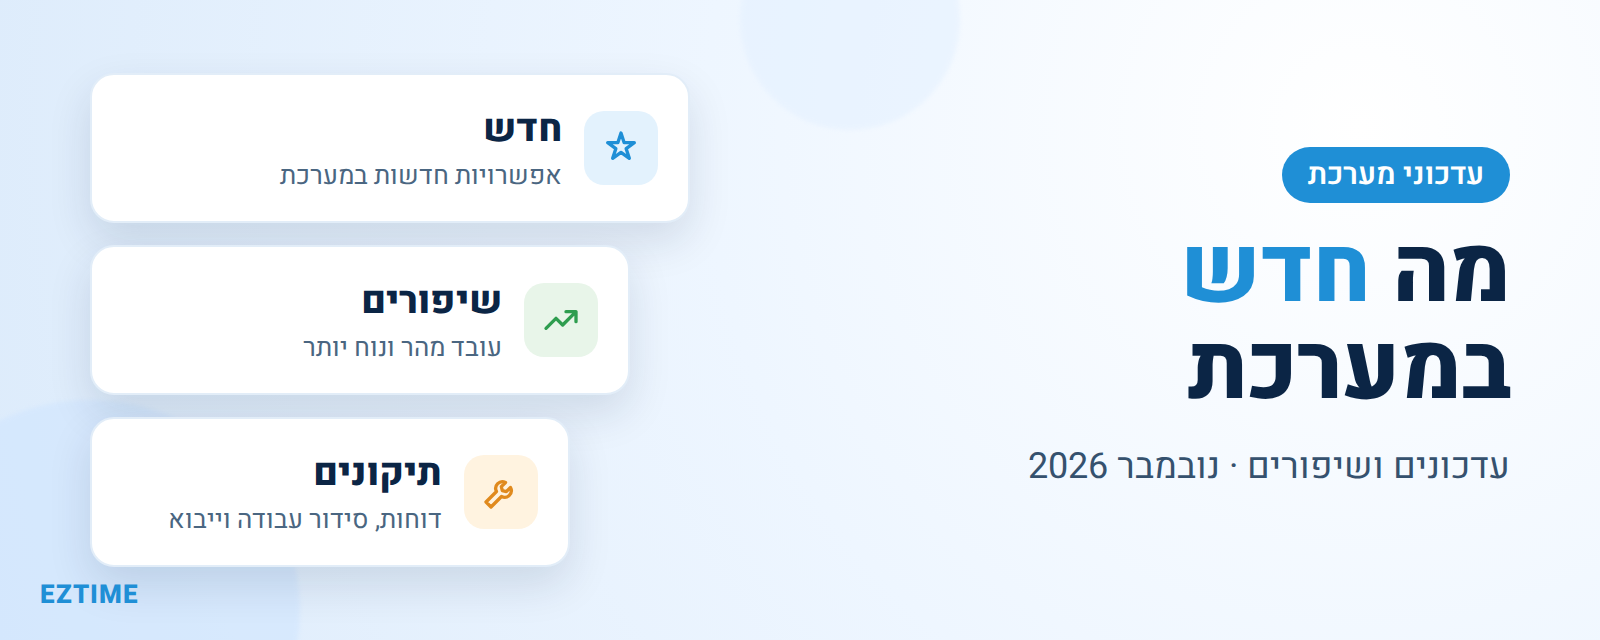 עדכוני מערכת
מה חדש
במערכת
עדכונים ושיפורים · נובמבר 2026
חדש
אפשרויות חדשות במערכת
שיפורים
עובד מהר ונוח יותר
תיקונים
דוחות, סידור עבודה וייבוא
EZTIME